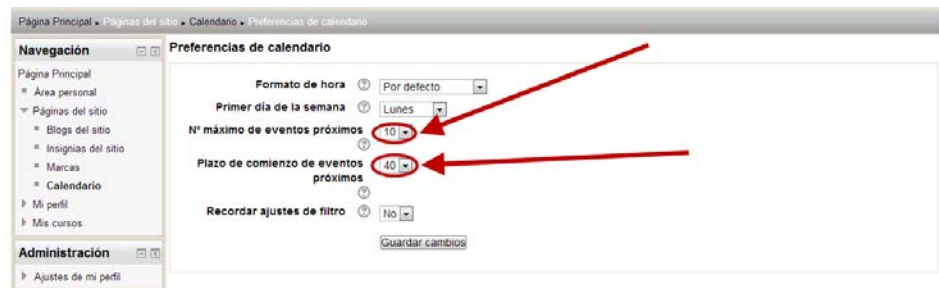 Página Principal ▸ Páginas del sitio ▸ Calendario ▸ Preferencias de calendario
Navegación
Página Principal
Área personal
Páginas del sitio
Blogs del sitio
Insignias del sitio
Marcas
Calendario
Mi perfil
Mis cursos
Administración
Ajustes de mi perfil
Preferencias de calendario
Formato de hora Por defecto
Primer día de la semana Lunes
Nº máximo de eventos próximos 10
Plazo de comienzo de eventos 40
próximos
Recordar ajustes de filtro No
Guardar cambios